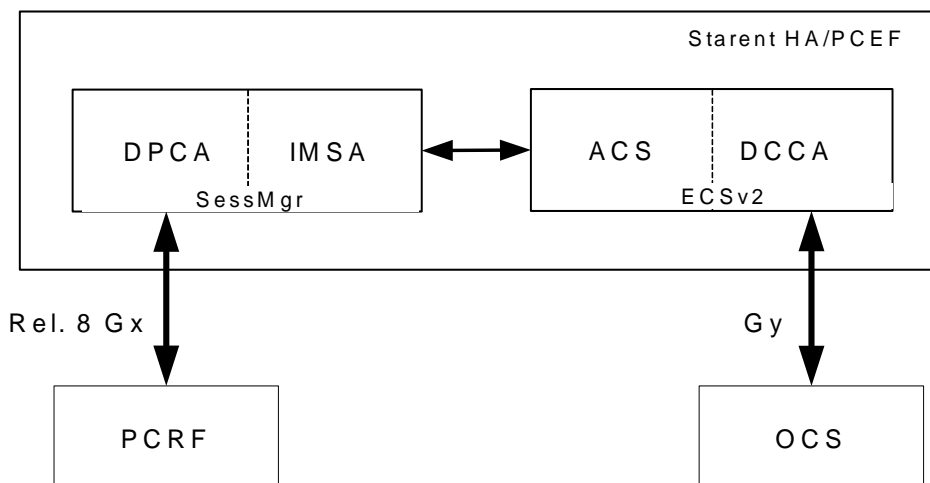 Starent HA/PCEF
DPCA
IMSA
ACS
DCCA
SessMgr
ECSv2
Rel. 8 Gx
Gy
PCRF
OCS